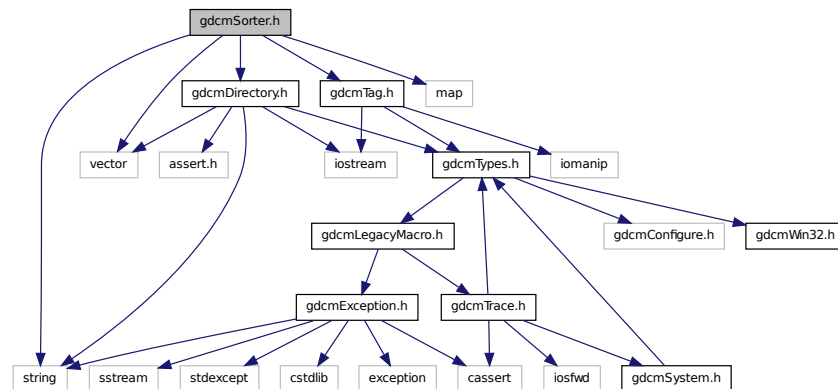 gdcmSorter.h
gdcmDirectory.h
gdcmTag.h
map
vector
assert.h
iostream
gdcmTypes.h
iomanip
gdcmLegacyMacro.h
gdcmConfigure.h
gdcmWin32.h
gdcmException.h
gdcmTrace.h
string
sstream
stdexcept
cstdlib
exception
cassert
iosfwd
gdcmSystem.h